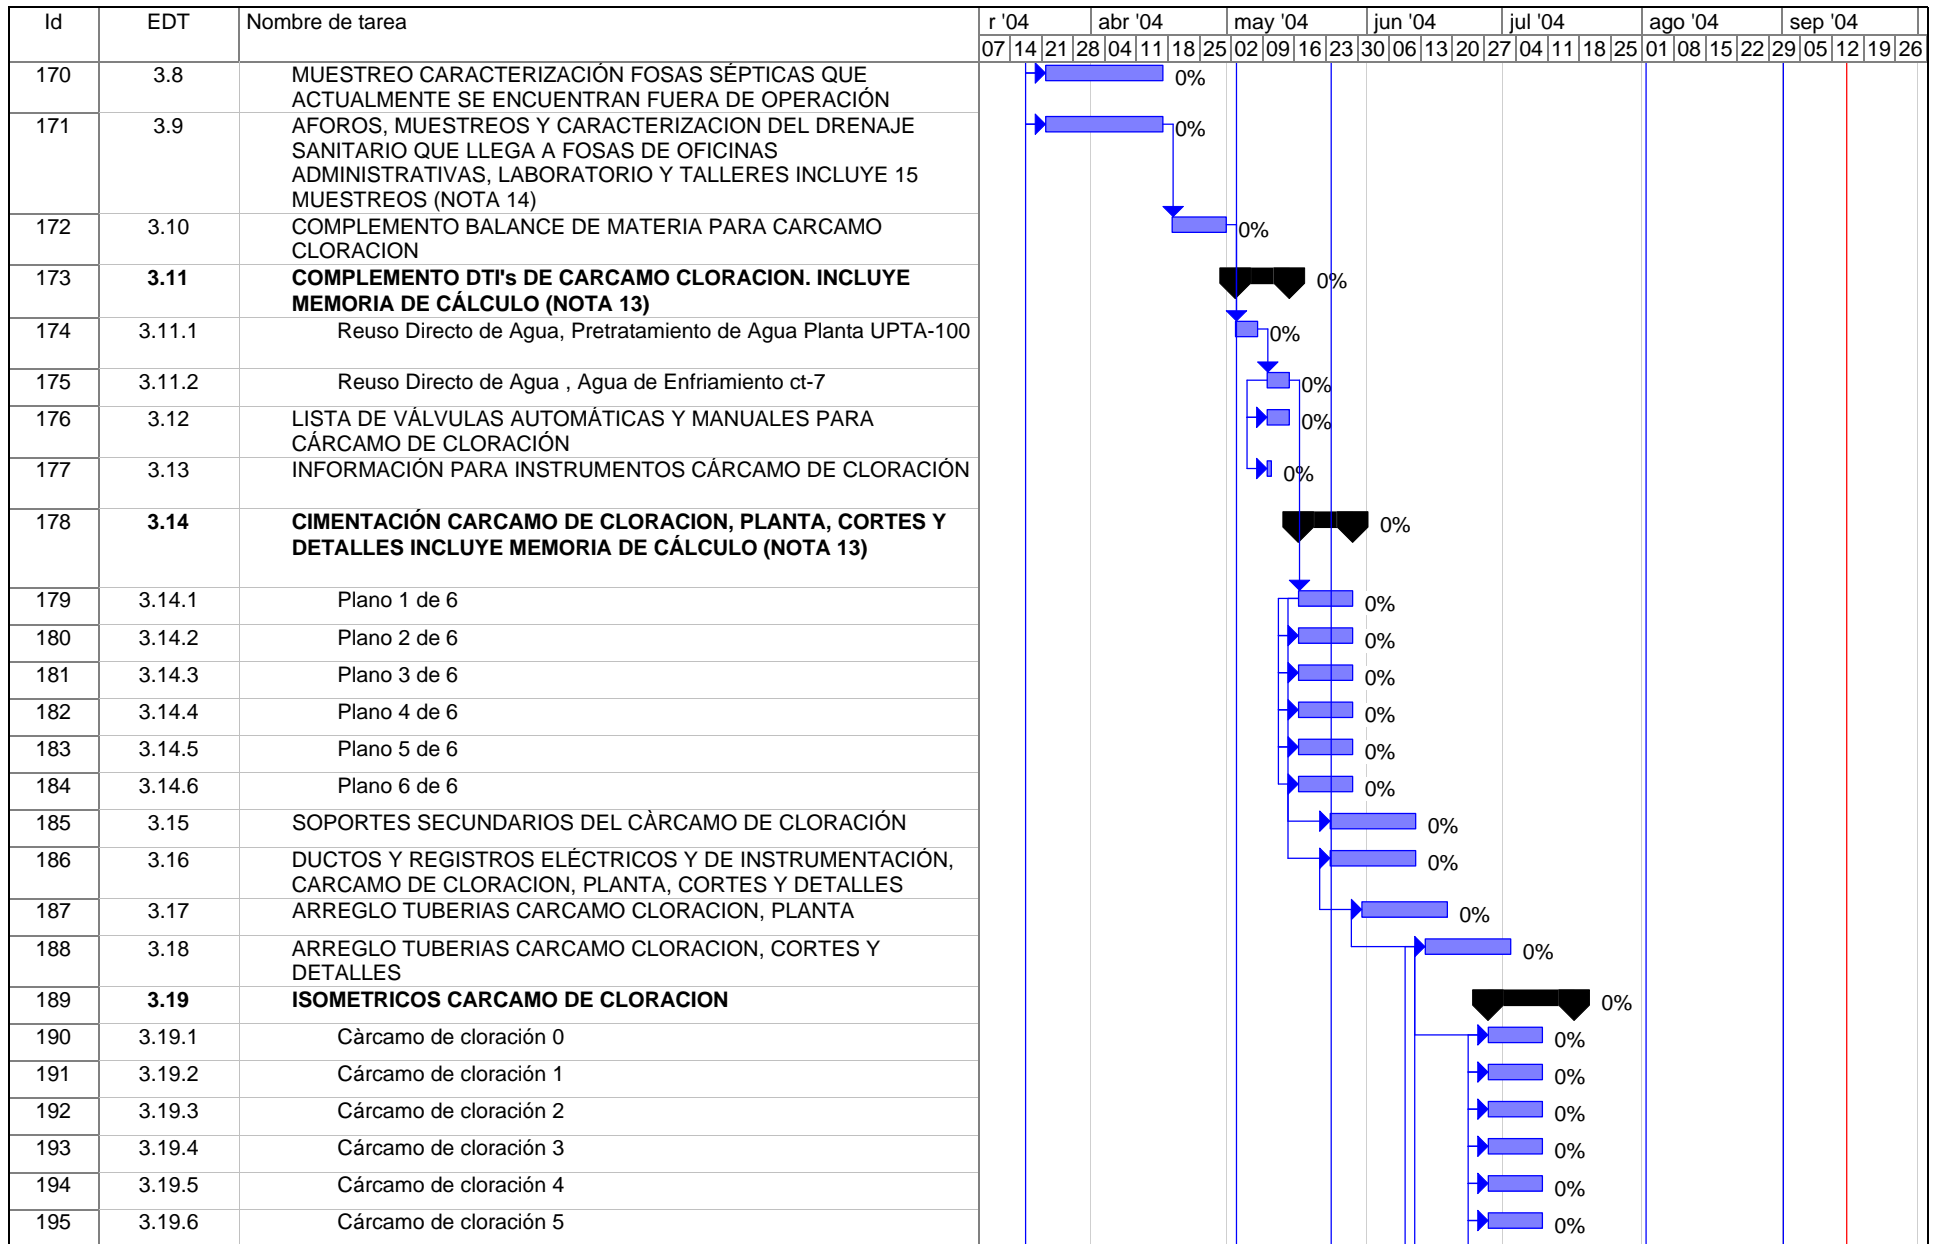 Id EDT Nombre de tarea r '04 abr '04 may '04 jun '04 jul '04 ago '04 sep '04
07 14 21 28 04 11 18 25 02 09 16 23 30 06 13 20 27 04 11 18 25 01 08 15 22 29 05 12 19 26
170 3.8 MUESTREO CARACTERIZACIÓN FOSAS SÉPTICAS QUE 0%
ACTUALMENTE SE ENCUENTRAN FUERA DE OPERACIÓN
171 3.9 AFOROS, MUESTREOS Y CARACTERIZACION DEL DRENAJE 0%
SANITARIO QUE LLEGA A FOSAS DE OFICINAS
ADMINISTRATIVAS, LABORATORIO Y TALLERES INCLUYE 15
MUESTREOS (NOTA 14)
172 3.10 COMPLEMENTO BALANCE DE MATERIA PARA CARCAMO 0%
CLORACION
173 3.11 COMPLEMENTO DTI's DE CARCAMO CLORACION. INCLUYE 0%
MEMORIA DE CÁLCULO (NOTA 13)
174 3.11.1 Reuso Directo de Agua, Pretratamiento de Agua Planta UPTA-100 0%
175 3.11.2 Reuso Directo de Agua , Agua de Enfriamiento ct-7 0%
176 3.12 LISTA DE VÁLVULAS AUTOMÁTICAS Y MANUALES PARA 0%
CÁRCAMO DE CLORACIÓN
177 3.13 INFORMACIÓN PARA INSTRUMENTOS CÁRCAMO DE CLORACIÓN 0%
178 3.14 CIMENTACIÓN CARCAMO DE CLORACION, PLANTA, CORTES Y 0%
DETALLES INCLUYE MEMORIA DE CÁLCULO (NOTA 13)
179 3.14.1 Plano 1 de 6 0%
180 3.14.2 Plano 2 de 6 0%
181 3.14.3 Plano 3 de 6 0%
182 3.14.4 Plano 4 de 6 0%
183 3.14.5 Plano 5 de 6 0%
184 3.14.6 Plano 6 de 6 0%
185 3.15 SOPORTES SECUNDARIOS DEL CÀRCAMO DE CLORACIÓN 0%
186 3.16 DUCTOS Y REGISTROS ELÉCTRICOS Y DE INSTRUMENTACIÓN, 0%
CARCAMO DE CLORACION, PLANTA, CORTES Y DETALLES
187 3.17 ARREGLO TUBERIAS CARCAMO CLORACION, PLANTA 0%
188 3.18 ARREGLO TUBERIAS CARCAMO CLORACION, CORTES Y 0%
DETALLES
189 3.19 ISOMETRICOS CARCAMO DE CLORACION 0%
190 3.19.1 Càrcamo de cloración 0 0%
191 3.19.2 Cárcamo de cloración 1 0%
192 3.19.3 Cárcamo de cloración 2 0%
193 3.19.4 Cárcamo de cloración 3 0%
194 3.19.5 Cárcamo de cloración 4 0%
195 3.19.6 Cárcamo de cloración 5 0%